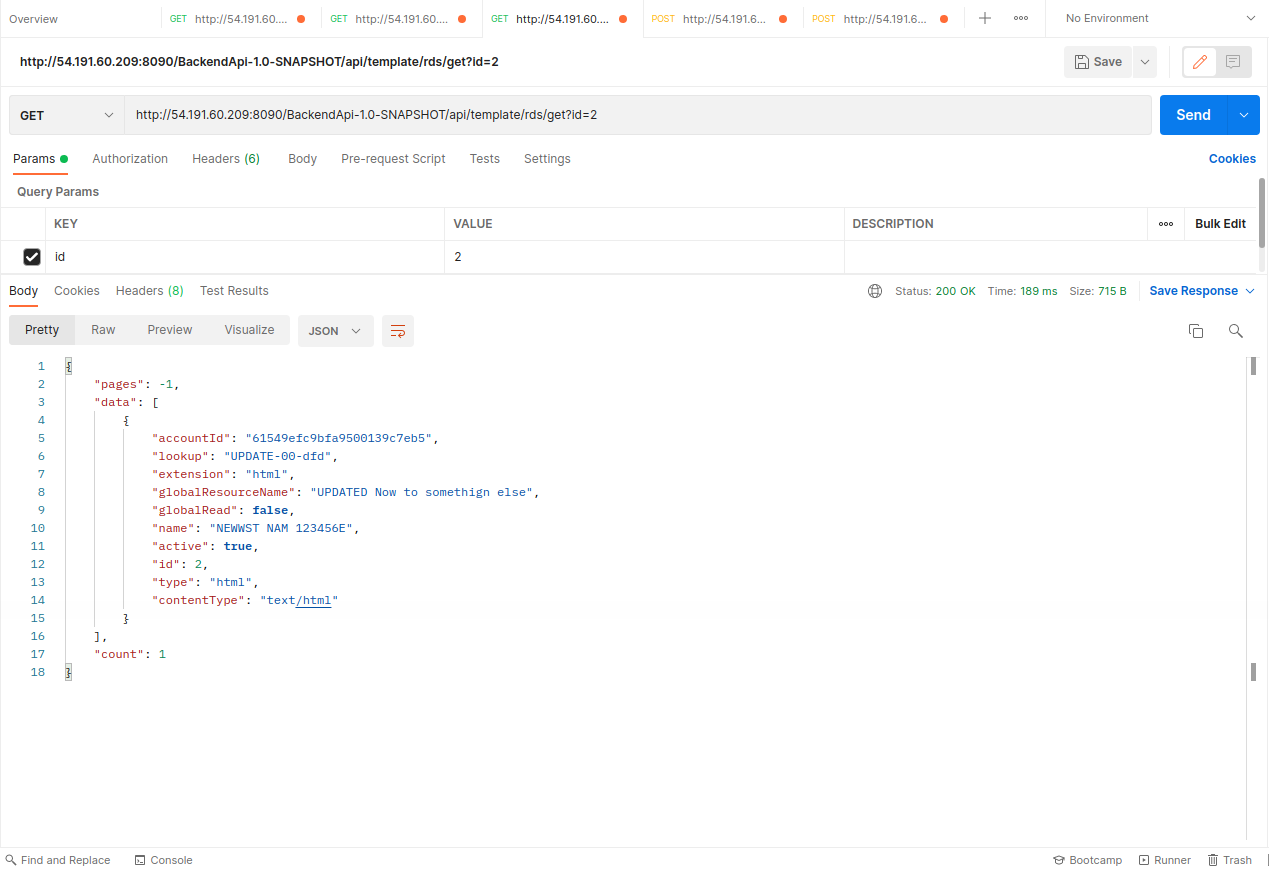 Overview GET http://54.191.60.... GET http://54.191.60.... GET http://54.191.60.... POST http://54.191.6... POST http://54.191.6... No Environment
http://54.191.60.209:8090/BackendApi-1.0-SNAPSHOT/api/template/rds/get?id=2 Save
GET http://54.191.60.209:8090/BackendApi-1.0-SNAPSHOT/api/template/rds/get?id=2 Send
Params Authorization Headers (6) Body Pre-request Script Tests Settings Cookies
Query Params
KEY VALUE DESCRIPTION Bulk Edit
id 2
Body Cookies Headers (8) Test Results Status: 200 OK Time: 189 ms Size: 715 B Save Response
Pretty Raw Preview Visualize JSON
1 {
2 "pages": -1,
3 "data": [
4 {
5 "accountId": "61549efc9bfa9500139c7eb5",
6 "lookup": "UPDATE-00-dfd",
7 "extension": "html",
8 "globalResourceName": "UPDATED Now to somethign else",
9 "globalRead": false,
10 "name": "NEWWST NAM 123456E",
11 "active": true,
12 "id": 2,
13 "type": "html",
14 "contentType": "text/html"
15 }
16 ],
17 "count": 1
18 }
Find and Replace Console Bootcamp Runner Trash